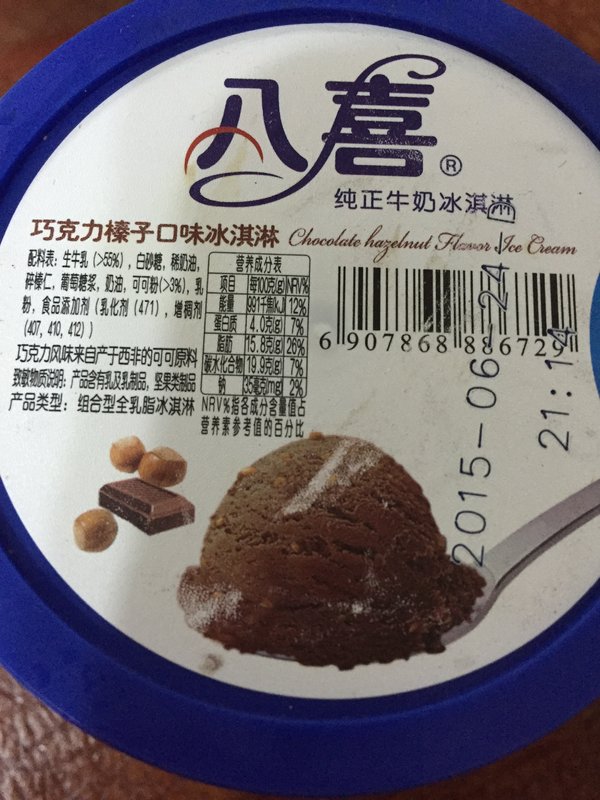 八喜®
纯正牛奶冰淇淋
巧克力榛子口味冰淇淋 Chocolate hazelnut Flavor Ice Cream
配料表: 生牛乳(>55%), 白砂糖, 稀奶油,
碎榛仁, 葡萄糖浆, 奶油, 可可粉(>3%), 乳
粉, 食品添加剂 (乳化剂 (471) , 增稠剂
(407, 410, 412) )
巧克力风味来自产于西非的可可原料
致敏物质说明: 产品含有乳及乳制品, 坚果类制品
产品类型: 组合型全乳脂冰淇淋
营养成分表
项目 每100克(g) NRV%
能量 991千焦(kJ) 12%
蛋白质 4.0克(g) 7%
脂肪 15.8克(g) 26%
碳水化合物 19.9克(g) 7%
钠 35毫克(mg) 2%
NRV%指各成分含量值占
营养素参考值的百分比
6 907868 886729
2015-06-24
21:14